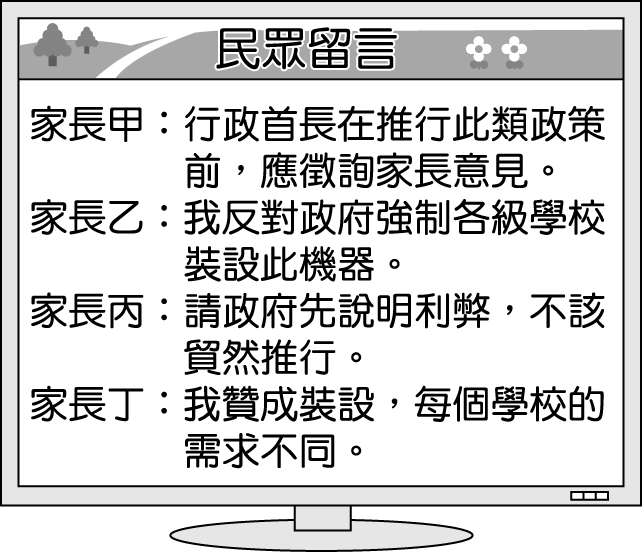 民眾留言
家長甲：行政首長在推行此類政策
前，應徵詢家長意見。
家長乙：我反對政府強制各級學校
裝設此機器。
家長丙：請政府先說明利弊，不該
貿然推行。
家長丁：我贊成裝設，每個學校的
需求不同。